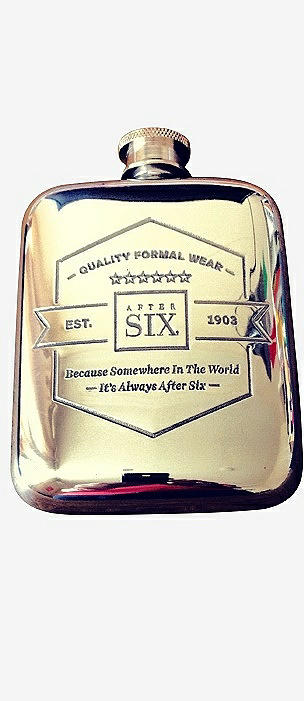 — QUALITY FORMAL WEAR —
AFTER
EST. SIX. 1903
Because Somewhere In The World
— It's Always After Six —